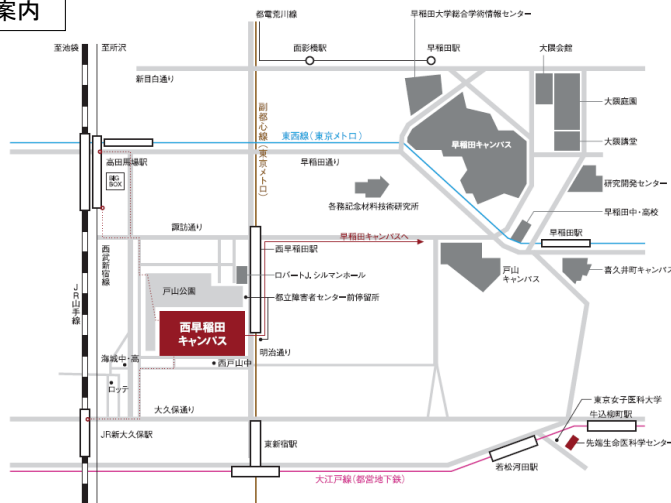 案内
都電荒川線
早稲田大学総合学術情報センター
至池袋
至所沢
面影橋駅
早稲田駅
大隈会館
新目白通り
大隈庭園
副都心線(東京メトロ)
東西線(東京メトロ)
早稲田キャンパス
大隈講堂
高田馬場駅
早稲田通り
BIG
BOX
研究開発センター
各務記念材料技術研究所
早稲田中・高校
諏訪通り
早稲田キャンパスへ
早稲田駅
西早稲田駅
西武新宿線
ロバートJ.シルマンホール
戸山
キャンパス
喜久井町キャンパス
JR山手線
戸山公園
都立障害者センター前停留所
西早稲田
キャンパス
明治通り
海城中・高
西戸山中
ロッテ
東京女子医科大学
大久保通り
牛込柳町駅
JR新大久保駅
東新宿駅
先端生命医科学センター
若松河田駅
大江戸線(都営地下鉄)